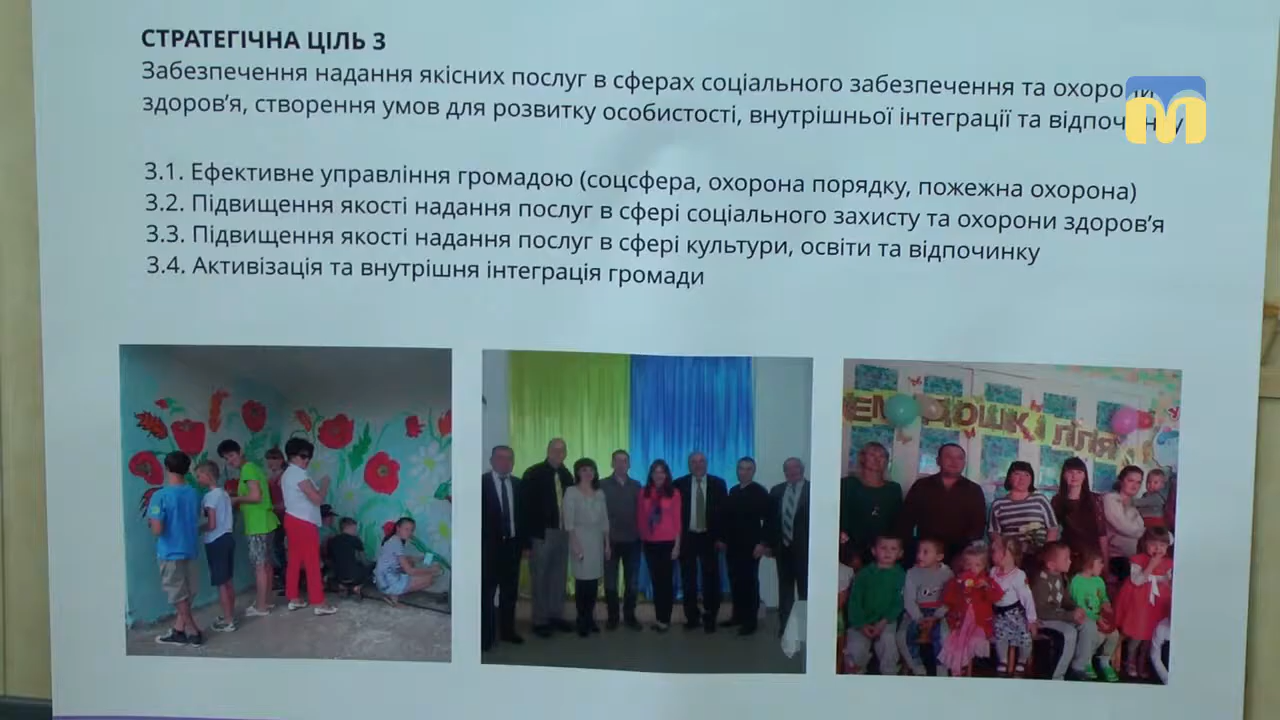 СТРАТЕГІЧНА ЦІЛЬ 3
Забезпечення надання якісних послуг в сферах соціального забезпечення та охорони
здоров’я, створення умов для розвитку особистості, внутрішньої інтеграції та відпочинку
3.1. Ефективне управління громадою (соцсфера, охорона порядку, пожежна охорона)
3.2. Підвищення якості надання послуг в сфері соціального захисту та охорони здоров’я
3.3. Підвищення якості надання послуг в сфері культури, освіти та відпочинку
3.4. Активізація та внутрішня інтеграція громади